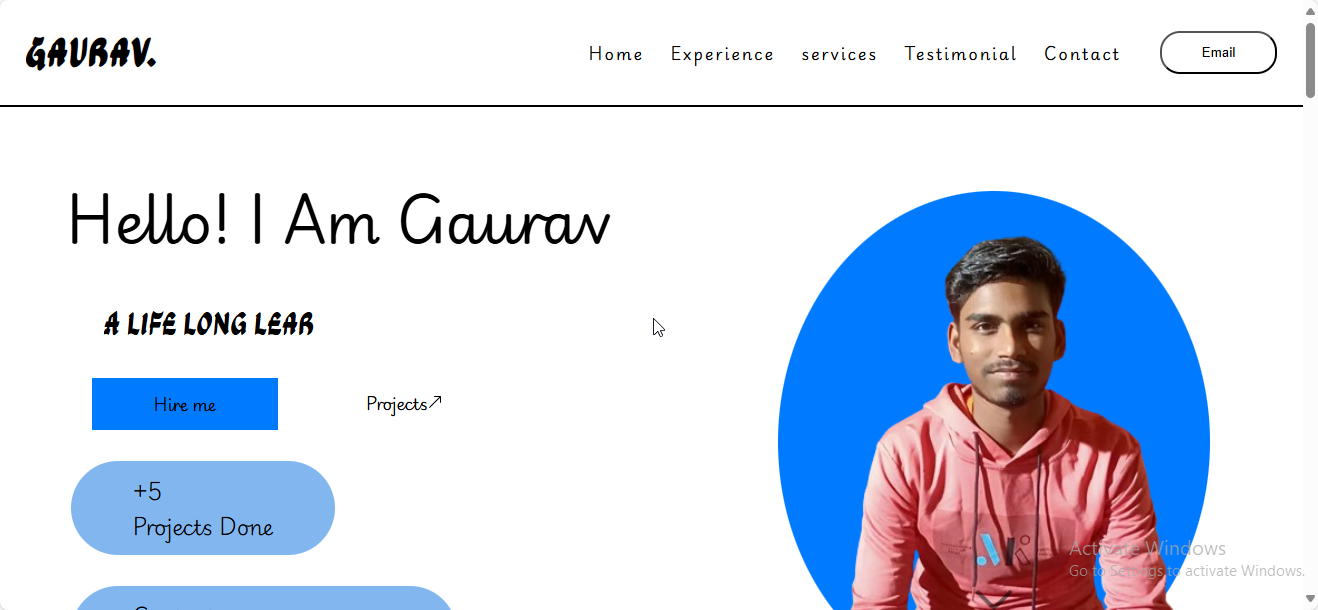 GAURAV.
Home Experience services Testimonial Contact Email
Hello! I Am Gaurav
A LIFE LONG LEAR
Hire me Projects↗
+5
Projects Done
Activate Windows
Go to Settings to activate Windows.